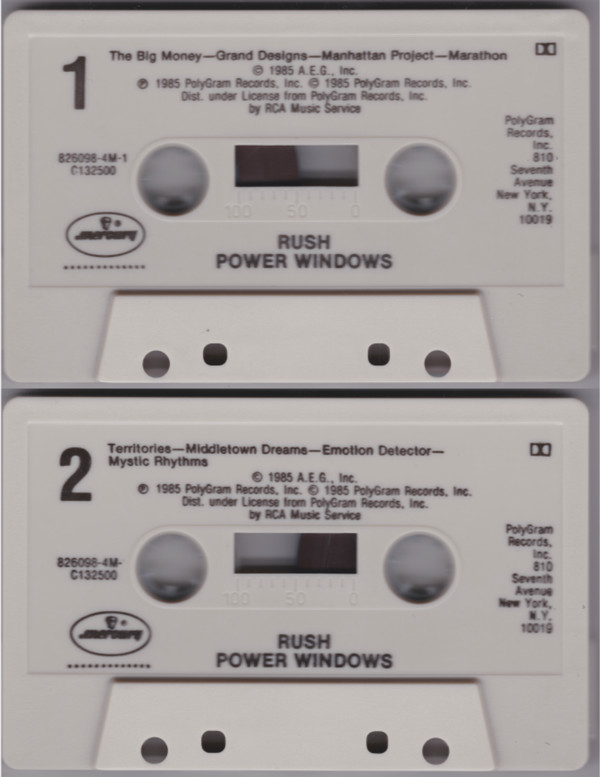 1
The Big Money—Grand Designs—Manhattan Project—Marathon
© 1985 A.E.G., Inc.
℗ 1985 PolyGram Records, Inc. © 1985 PolyGram Records, Inc.
Dist. under License from PolyGram Records, Inc.
by RCA Music Service
826098-4M-1
C132500
PolyGram
Records,
Inc.
810
Seventh
Avenue
New York,
N.Y.
10019
100 50 0
mercury
RUSH
POWER WINDOWS
2
Territories—Middletown Dreams—Emotion Detector—
Mystic Rhythms
© 1985 A.E.G., Inc.
℗ 1985 PolyGram Records, Inc. © 1985 PolyGram Records, Inc.
Dist. under License from PolyGram Records, Inc.
by RCA Music Service
826098-4M-
C132500
PolyGram
Records,
Inc.
810
Seventh
Avenue
New York,
N.Y.
10019
100 50 0
mercury
RUSH
POWER WINDOWS